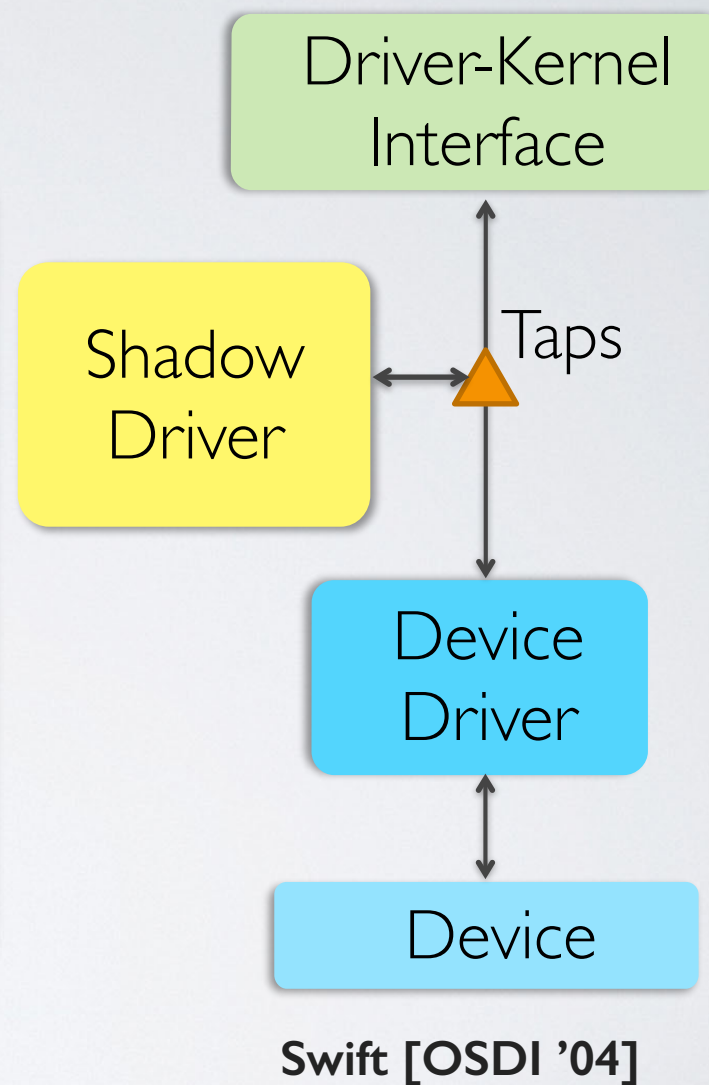 Driver-Kernel
Interface
Taps
Shadow
Driver
Device
Driver
Device
Swift [OSDI ’04]